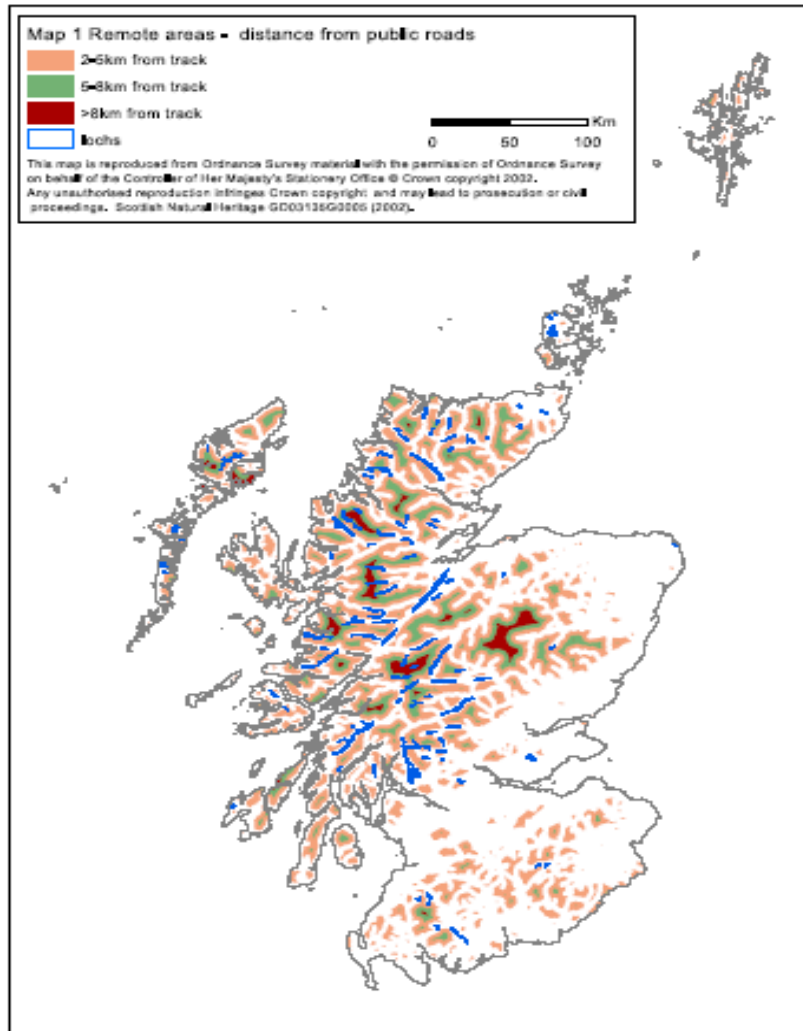 Map 1 Remote areas - distance from public roads
2-5km from track
5-8km from track
>8km from track
lochs
Km
0 50 100
This map is reproduced from Ordnance Survey material with the permission of Ordnance Survey
on behalf of the Controller of Her Majesty's Stationery Office © Crown copyright 2002.
Any unauthorised reproduction infringes Crown copyright and may lead to prosecution or civil
proceedings. Scottish Natural Heritage (2002).